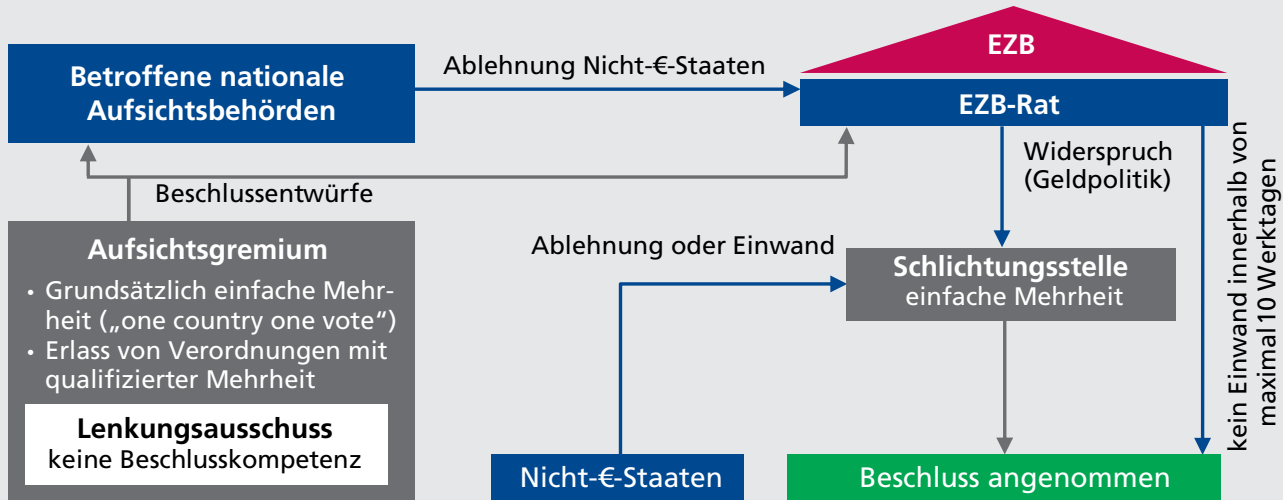 EZB
EZB-Rat
Betroffene nationale
Aufsichtsbehörden
Ablehnung Nicht-€-Staaten
Beschlussentwürfe
Widerspruch
(Geldpolitik)
kein Einwand innerhalb von
maximal 10 Werktagen
Aufsichtsgremium
• Grundsätzlich einfache Mehr-
heit („one country one vote“)
• Erlass von Verordnungen mit
qualifizierter Mehrheit
Lenkungsausschuss
keine Beschlusskompetenz
Ablehnung oder Einwand
Schlichtungsstelle
einfache Mehrheit
Nicht-€-Staaten
Beschluss angenommen